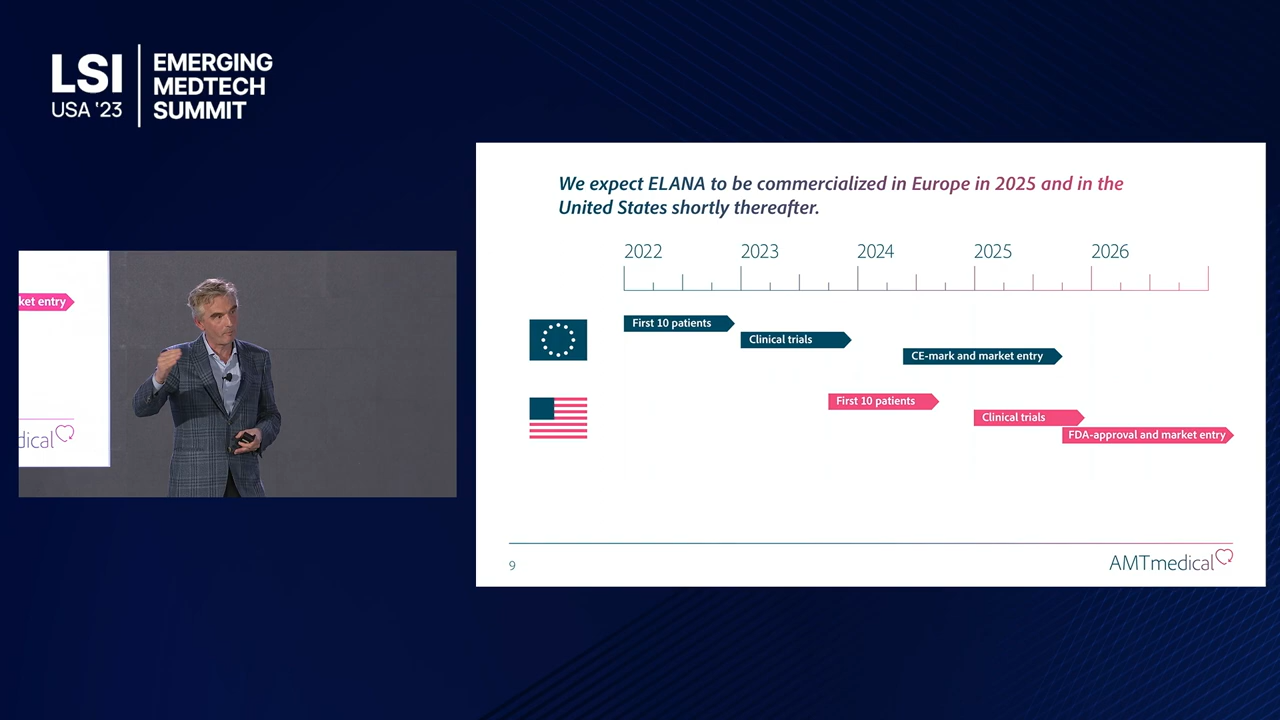 LSI
USA '23
EMERGING
MEDTECH
SUMMIT
We expect ELANA to be commercialized in Europe in 2025 and in the
United States shortly thereafter.
2022 2023 2024 2025 2026
First 10 patients
Clinical trials
CE-mark and market entry
First 10 patients
Clinical trials
FDA-approval and market entry
9
AMTmedical
ket entry
dical